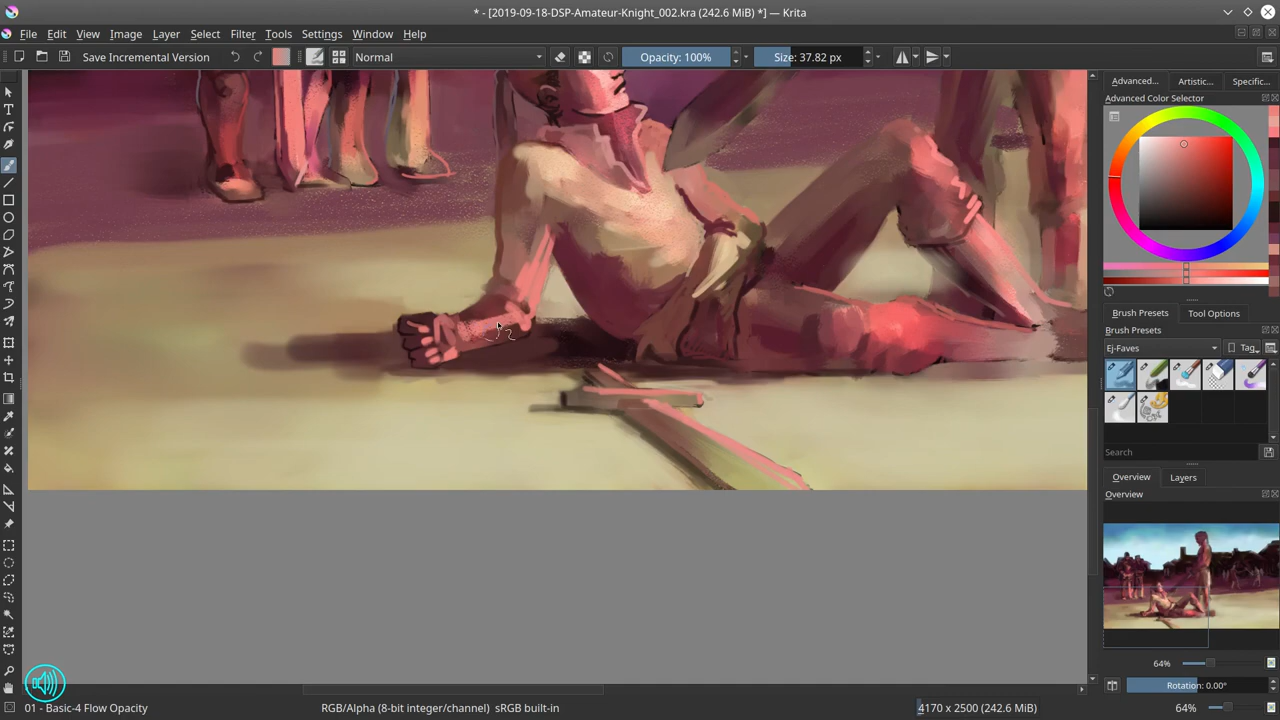 * - [2019-09-18-DSP-Amateur-Knight_002.kra (242.6 MiB) *] — Krita
File Edit View Image Layer Select Filter Tools Settings Window Help
Save Incremental Version Normal Opacity: 100% Size: 37.82 px
Advanced... Artistic... Specific...
Advanced Color Selector
Brush Presets Tool Options
Brush Presets
Ej-Faves Tag
Search
Overview Layers
Overview
64%
Rotation: 0.00°
01 - Basic-4 Flow Opacity RGB/Alpha (8-bit integer/channel) sRGB built-in 4170 x 2500 (242.6 MiB) 64%